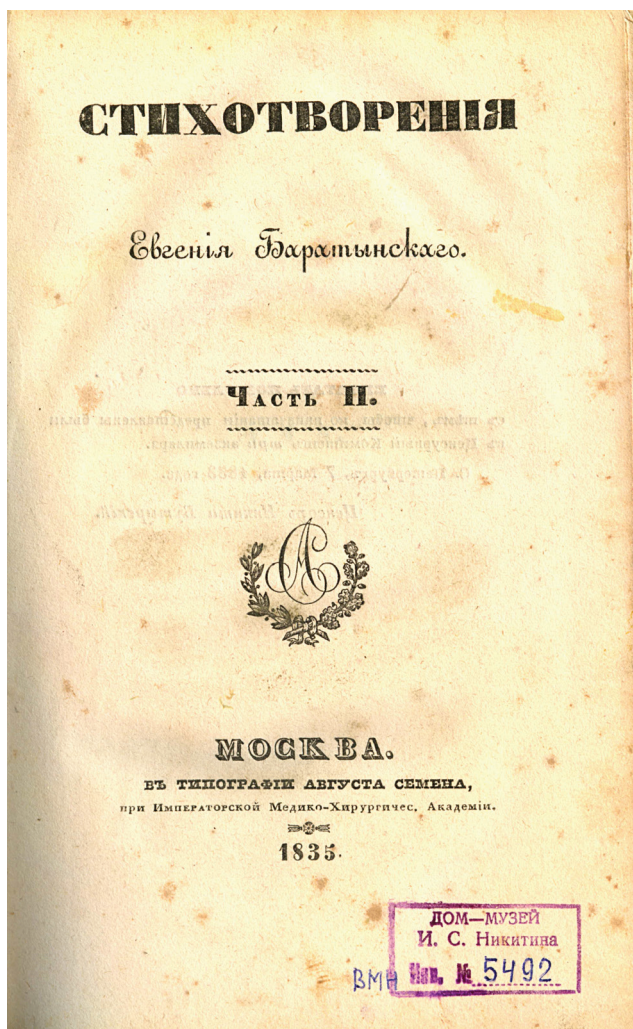 СТИХОТВОРЕНІЯ
Евгенія Баратынскаго.
Часть II.
МОСКВА.
ВЪ ТИПОГРАФІИ АВГУСТА СЕМЕНА,
при Императорской Медико-Хирургичес. Академіи.
1835.
ДОМ—МУЗЕЙ
И. С. Никитина
ВМН Инв. № 5492